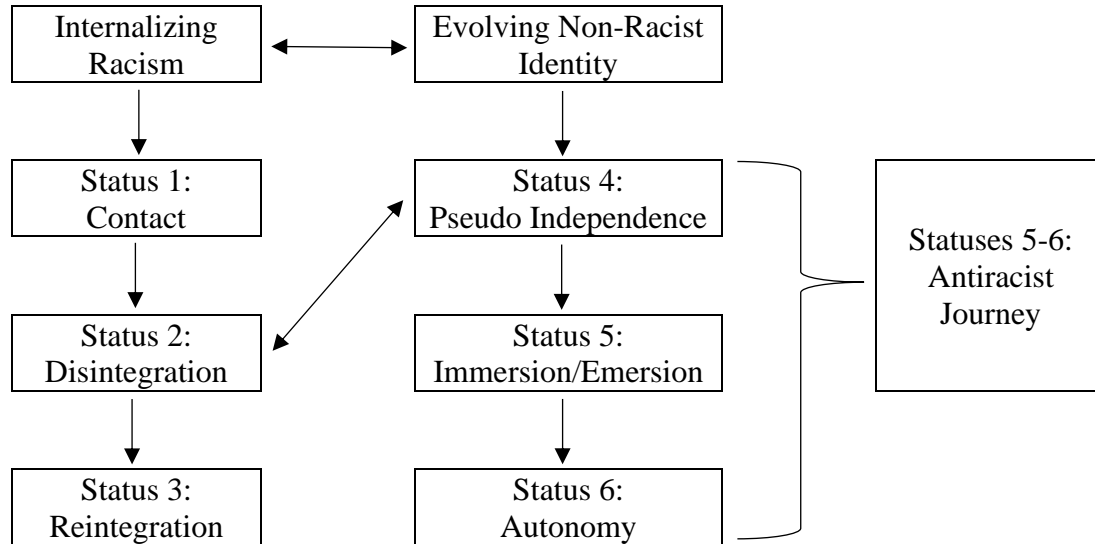 Internalizing
Racism
Evolving Non-Racist
Identity
Status 1:
Contact
Status 4:
Pseudo Independence
Statuses 5-6:
Antiracist
Journey
Status 2:
Disintegration
Status 5:
Immersion/Emersion
Status 3:
Reintegration
Status 6:
Autonomy